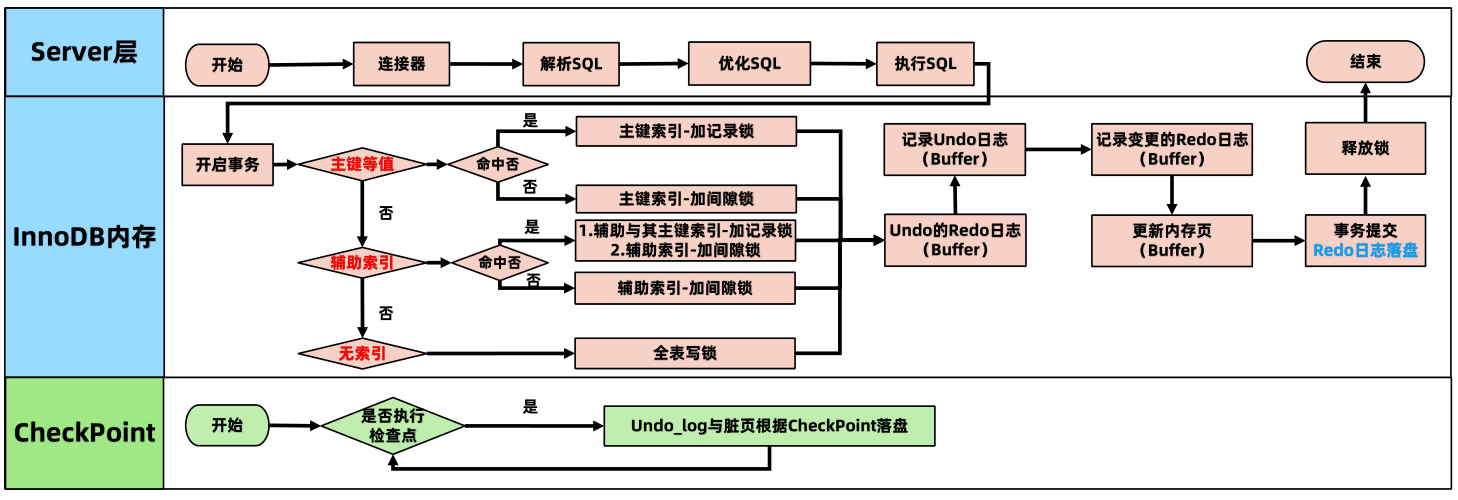 Server层
开始
连接器
解析SQL
优化SQL
执行SQL
结束
InnoDB内存
开启事务
主键等值
命中否
是
主键索引-加记录锁
否
主键索引-加间隙锁
否
辅助索引
命中否
是
1.辅助与其主键索引-加记录锁
2.辅助索引-加间隙锁
否
辅助索引-加间隙锁
否
无索引
全表写锁
Undo的Redo日志
（Buffer）
记录Undo日志
（Buffer）
记录变更的Redo日志
（Buffer）
更新内存页
（Buffer）
事务提交
Redo日志落盘
释放锁
CheckPoint
开始
是否执行
检查点
是
Undo_log与脏页根据CheckPoint落盘